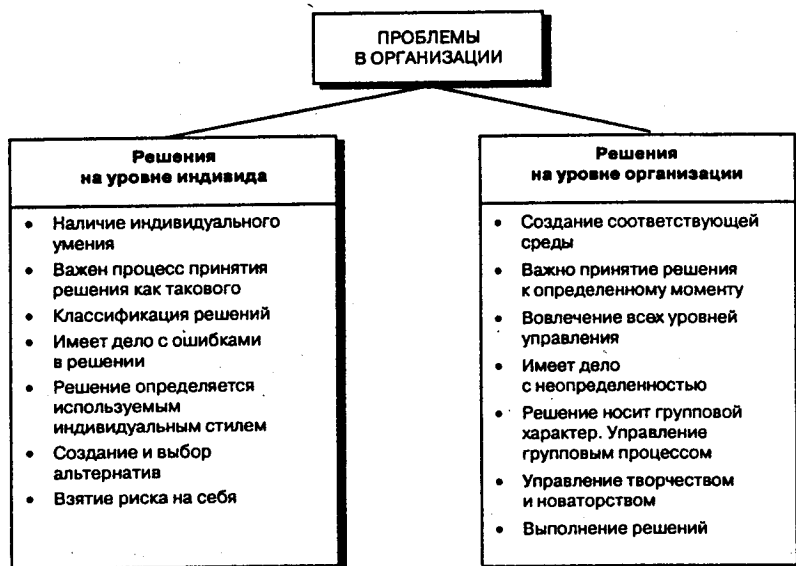 ПРОБЛЕМЫ
В ОРГАНИЗАЦИИ
Решения
на уровне индивида
• Наличие индивидуального
умения
• Важен процесс принятия
решения как такового
• Классификация решений
• Имеет дело с ошибками
в решении
• Решение определяется
используемым
индивидуальным стилем
• Создание и выбор
альтернатив
• Взятие риска на себя
Решения
на уровне организации
• Создание соответствующей
среды
• Важно принятие решения
к определенному моменту
• Вовлечение всех уровней
управления
• Имеет дело
с неопределенностью
• Решение носит групповой
характер. Управление
групповым процессом
• Управление творчеством
и новаторством
• Выполнение решений